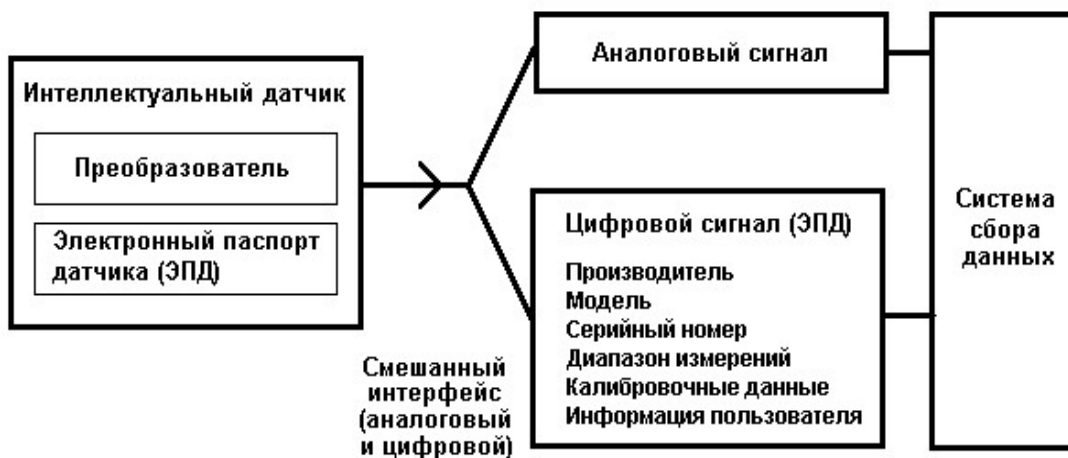 Интеллектуальный датчик
Преобразователь
Электронный паспорт
датчика (ЭПД)
Смешанный
интерфейс
(аналоговый
и цифровой)
Аналоговый сигнал
Цифровой сигнал (ЭПД)
Производитель
Модель
Серийный номер
Диапазон измерений
Калибровочные данные
Информация пользователя
Система
сбора
данных